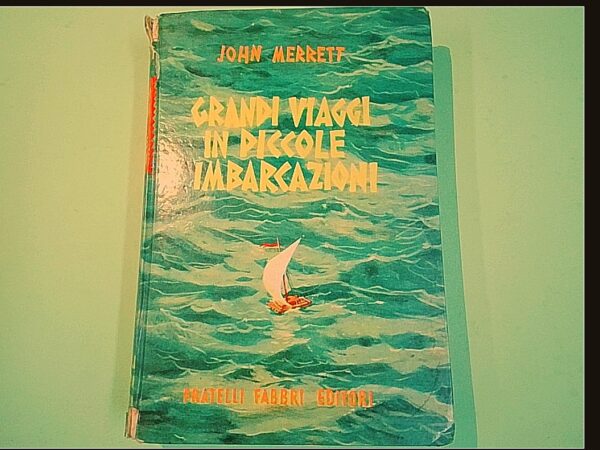 JOHN MERRETT
GRANDI VIAGGI
IN PICCOLE
IMBARCAZIONI
FRATELLI FABBRI EDITORI